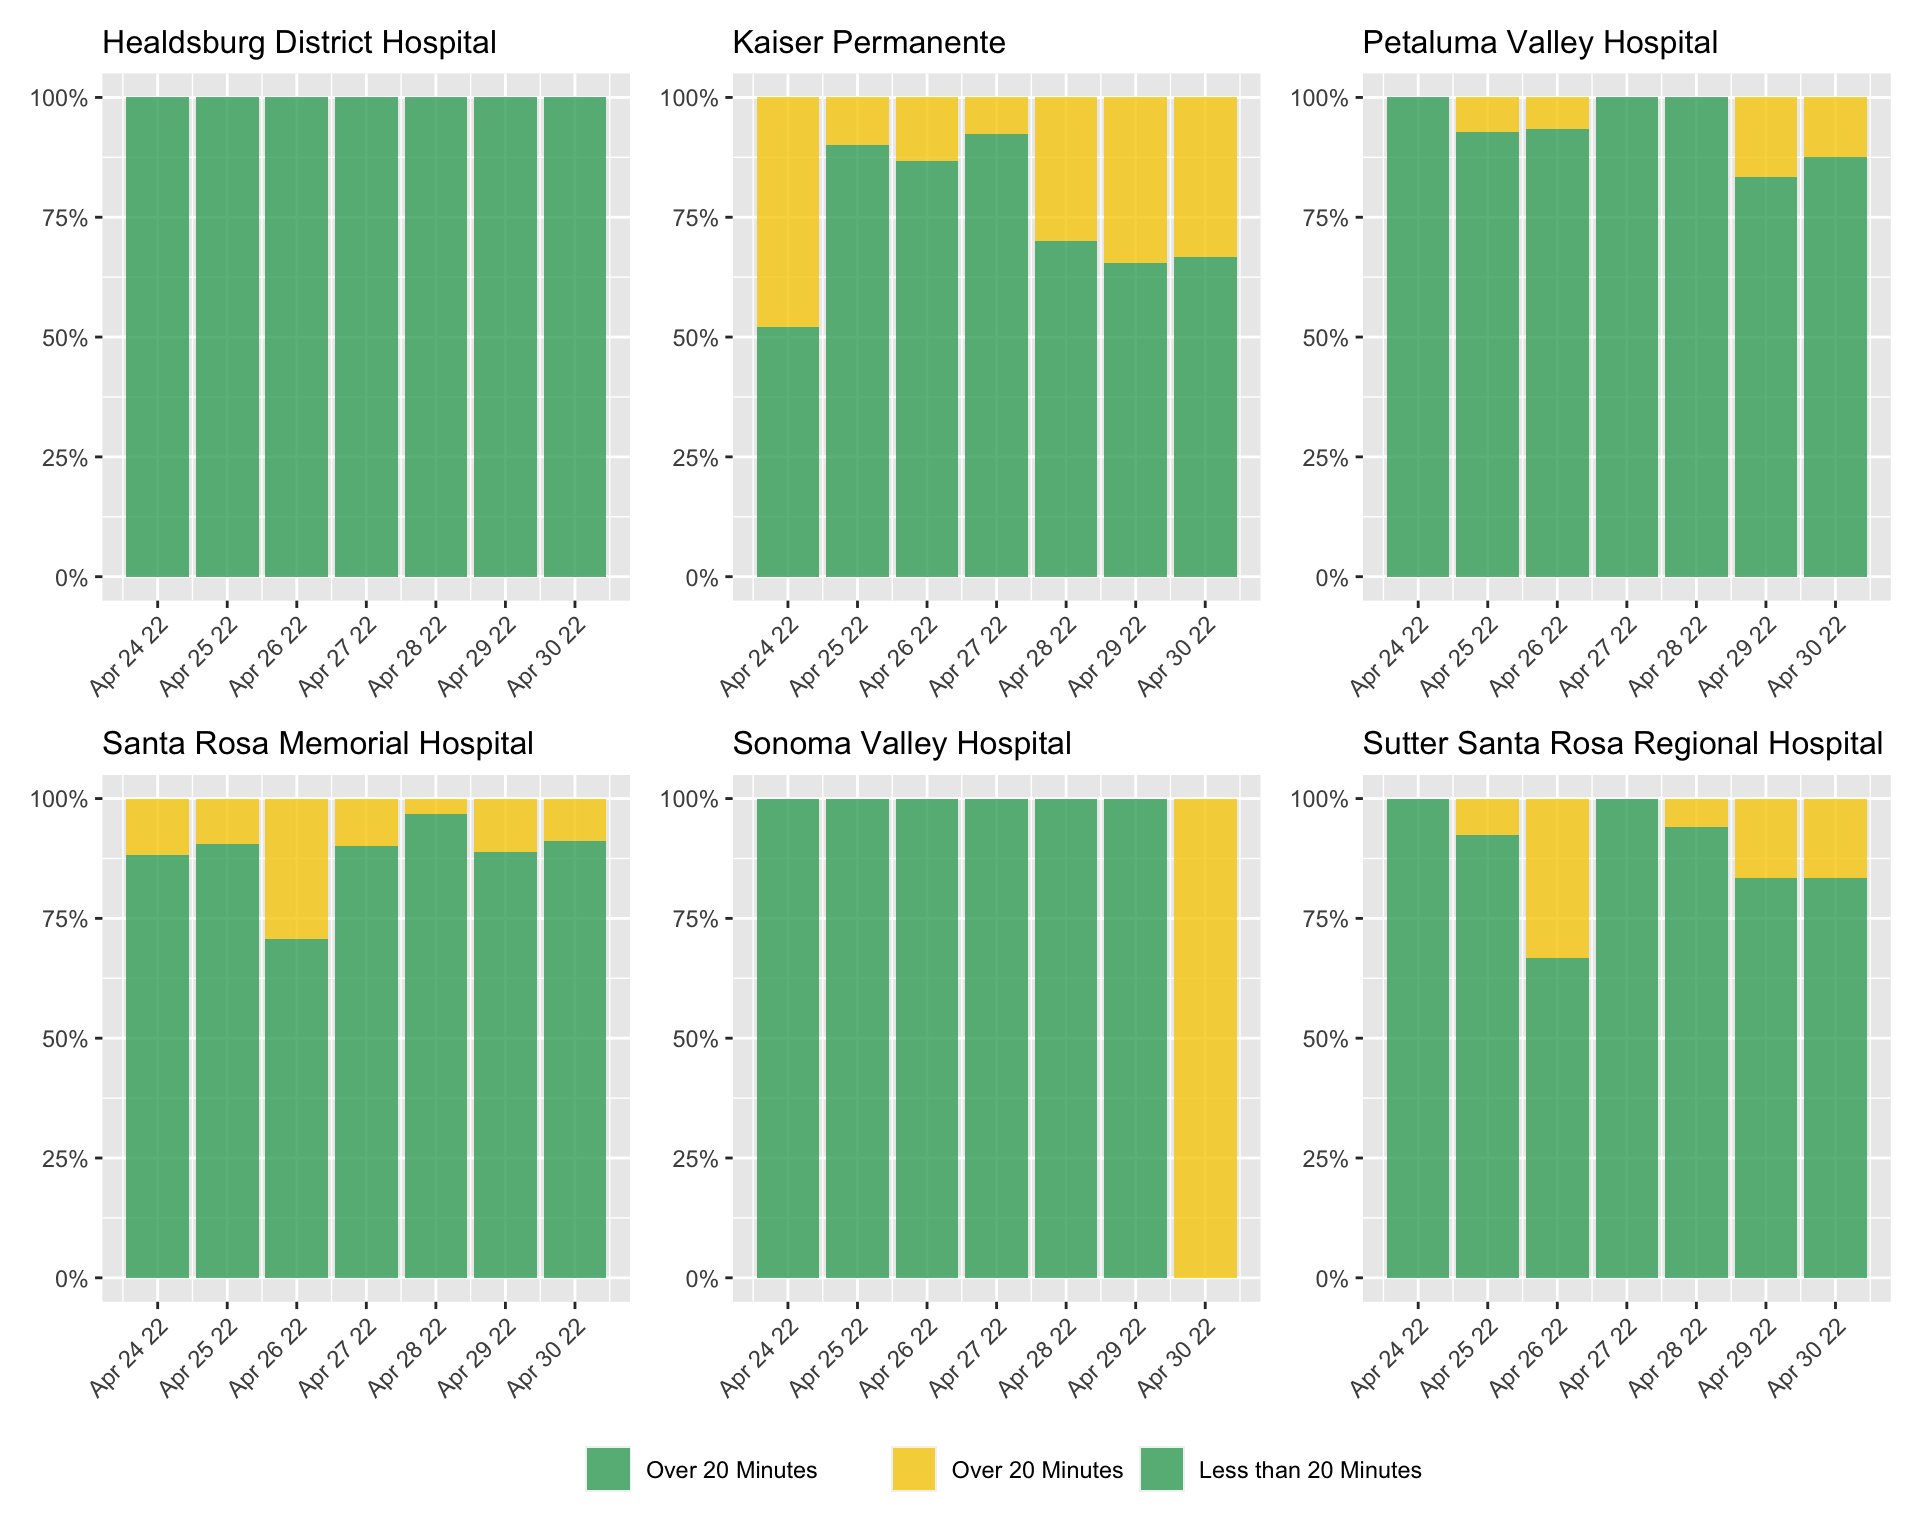 Healdsburg District Hospital
100%
75%
50%
25%
0%
Apr 24 22
Apr 25 22
Apr 26 22
Apr 27 22
Apr 28 22
Apr 29 22
Apr 30 22
Kaiser Permanente
100%
75%
50%
25%
0%
Apr 24 22
Apr 25 22
Apr 26 22
Apr 27 22
Apr 28 22
Apr 29 22
Apr 30 22
Petaluma Valley Hospital
100%
75%
50%
25%
0%
Apr 24 22
Apr 25 22
Apr 26 22
Apr 27 22
Apr 28 22
Apr 29 22
Apr 30 22
Santa Rosa Memorial Hospital
100%
75%
50%
25%
0%
Apr 24 22
Apr 25 22
Apr 26 22
Apr 27 22
Apr 28 22
Apr 29 22
Apr 30 22
Sonoma Valley Hospital
100%
75%
50%
25%
0%
Apr 24 22
Apr 25 22
Apr 26 22
Apr 27 22
Apr 28 22
Apr 29 22
Apr 30 22
Sutter Santa Rosa Regional Hospital
100%
75%
50%
25%
0%
Apr 24 22
Apr 25 22
Apr 26 22
Apr 27 22
Apr 28 22
Apr 29 22
Apr 30 22
Over 20 Minutes
Over 20 Minutes
Less than 20 Minutes